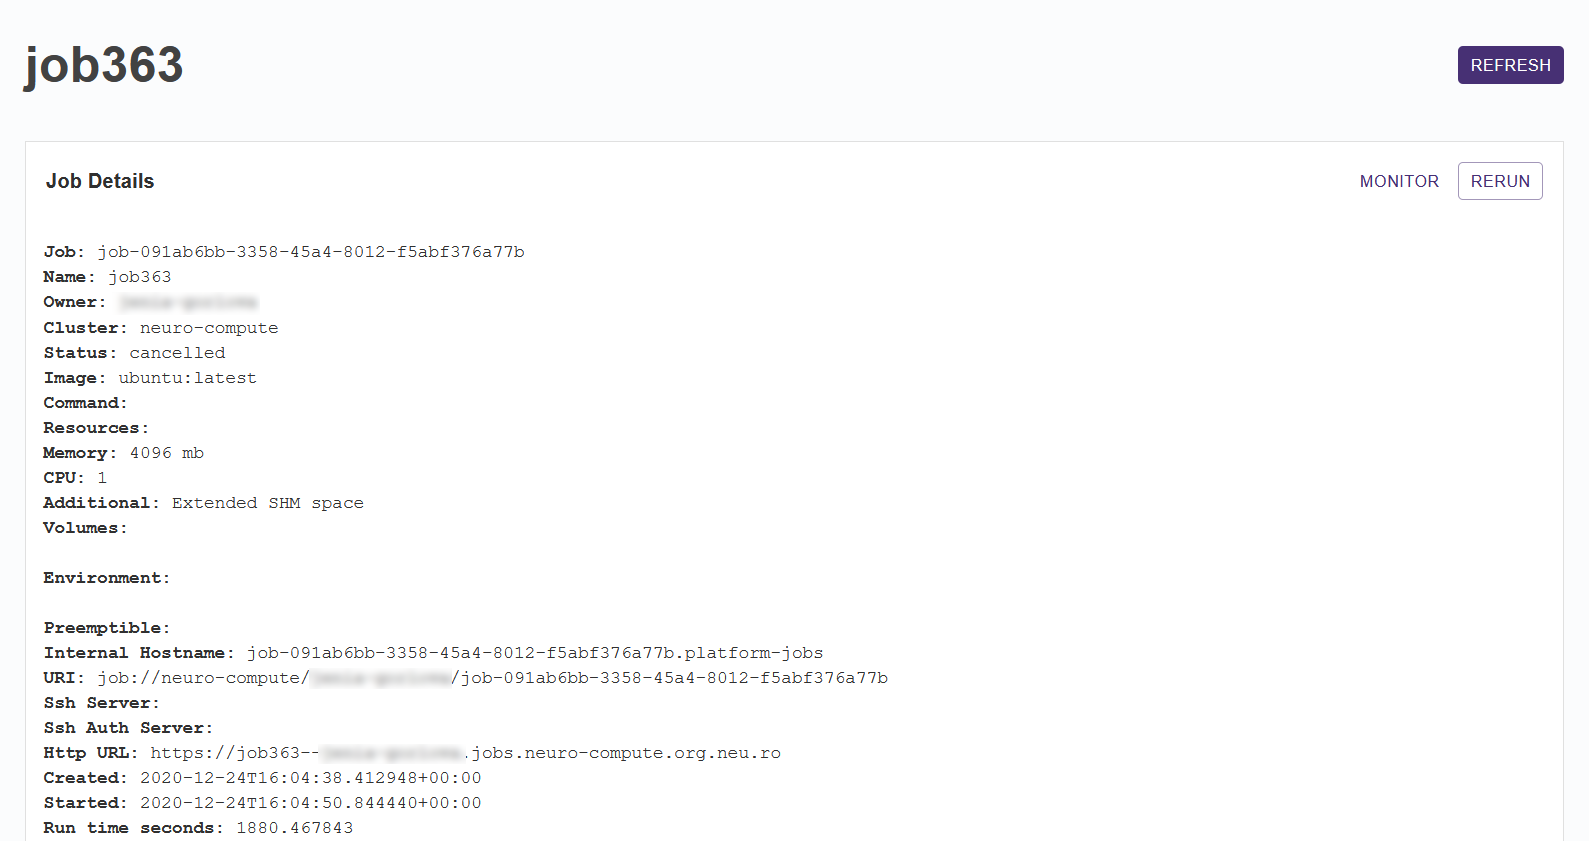 job363
REFRESH
Job Details
MONITOR
RERUN
Job: job-091ab6bb-3358-45a4-8012-f5abf376a77b
Name: job363
Owner:
Cluster: neuro-compute
Status: cancelled
Image: ubuntu:latest
Command:
Resources:
Memory: 4096 mb
CPU: 1
Additional: Extended SHM space
Volumes:
Environment:
Preemptible:
Internal Hostname: job-091ab6bb-3358-45a4-8012-f5abf376a77b.platform-jobs
URI: job://neuro-compute/ /job-091ab6bb-3358-45a4-8012-f5abf376a77b
Ssh Server:
Ssh Auth Server:
Http URL: https://job363-- .jobs.neuro-compute.org.neu.ro
Created: 2020-12-24T16:04:38.412948+00:00
Started: 2020-12-24T16:04:50.844440+00:00
Run time seconds: 1880.467843